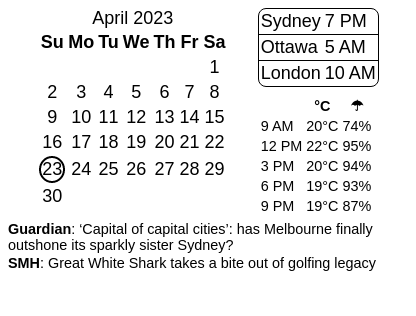 April 2023
Su Mo Tu We Th Fr Sa
1
2 3 4 5 6 7 8
9 10 11 12 13 14 15
16 17 18 19 20 21 22
23 24 25 26 27 28 29
30
Sydney 7 PM
Ottawa 5 AM
London 10 AM
°C ☂
9 AM 20°C 74%
12 PM 22°C 95%
3 PM 20°C 94%
6 PM 19°C 93%
9 PM 19°C 87%
Guardian: ‘Capital of capital cities’: has Melbourne finally
outshone its sparkly sister Sydney?
SMH: Great White Shark takes a bite out of golfing legacy